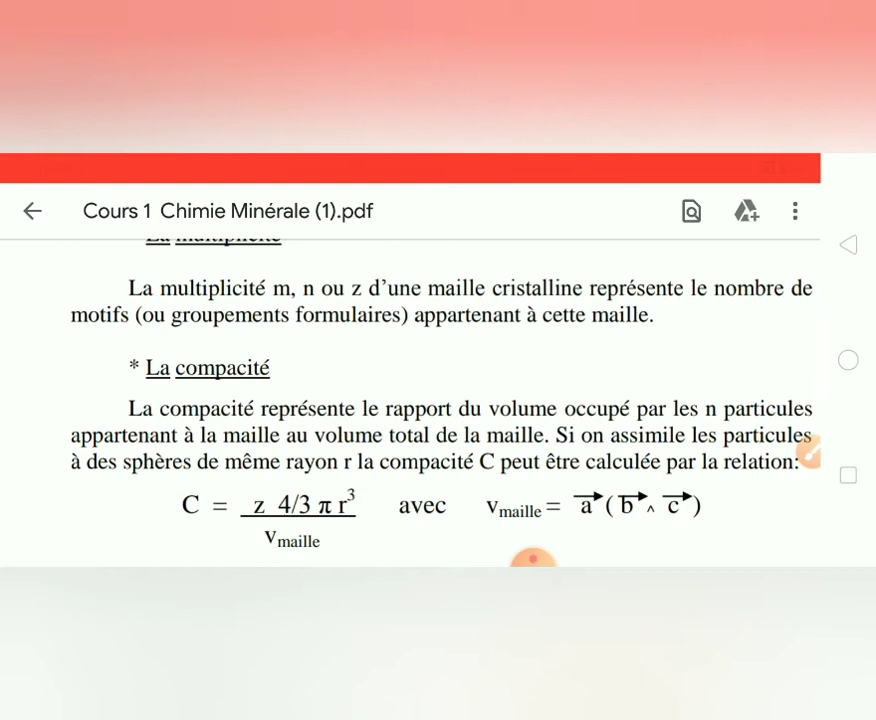 Cours 1 Chimie Minérale (1).pdf
La multiplicité
La multiplicité m, n ou z d'une maille cristalline représente le nombre de
motifs (ou groupements formulaires) appartenant à cette maille.
* La compacité
La compacité représente le rapport du volume occupé par les n particules
appartenant à la maille au volume total de la maille. Si on assimile les particules
à des sphères de même rayon r la compacité C peut être calculée par la relation:
C = z 4/3 π r³ avec Vmaille = a⃗ (b⃗ ∧ c⃗)
Vmaille